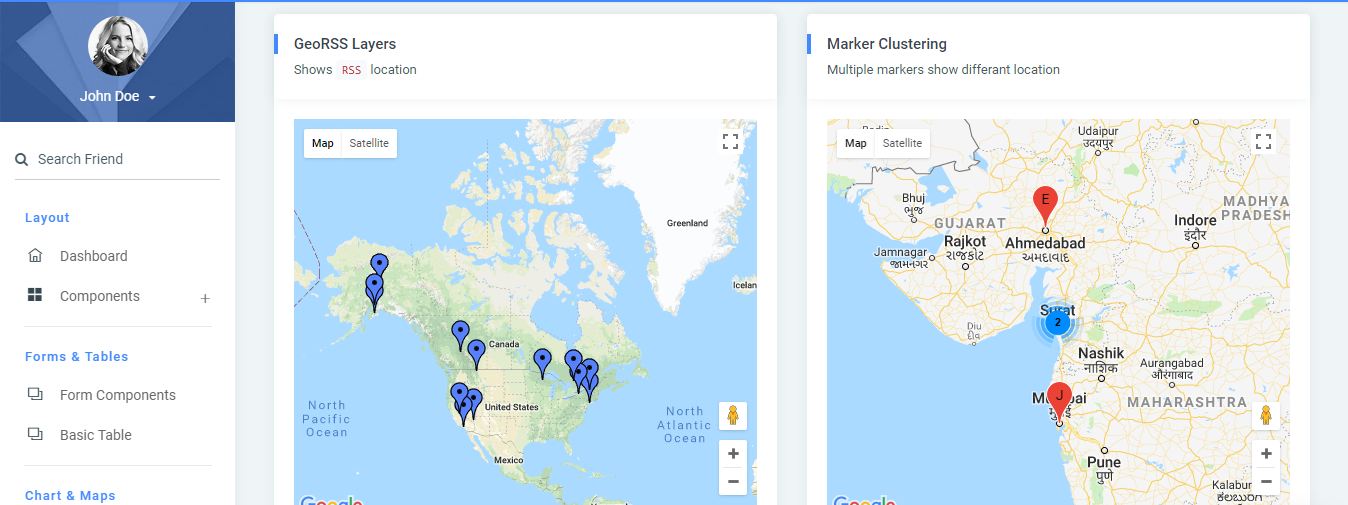 John Doe
Search Friend
Layout
Dashboard
Components
Forms & Tables
Form Components
Basic Table
Chart & Maps
GeoRSS Layers
Shows RSS location
Map Satellite
Greenland
Canada
United States
Mexico
North
Pacific
Ocean
North
Atlantic
Ocean
Google
Marker Clustering
Multiple markers show differant location
Map Satellite
Udaipur
उदयपुर
Bhuj
ભુજ
GUJARAT
MADHYA
PRADESH
E
Rajkot
રાજકોટ
Ahmedabad
અમદાવાદ
Indore
इंदौर
Jamnagar
જામનગર
Surat
2
Diu
દીવ
Nashik
नाशिक
Aurangabad
औरंगाबाद
J
MAHARASHTRA
Pune
पुणे
Google